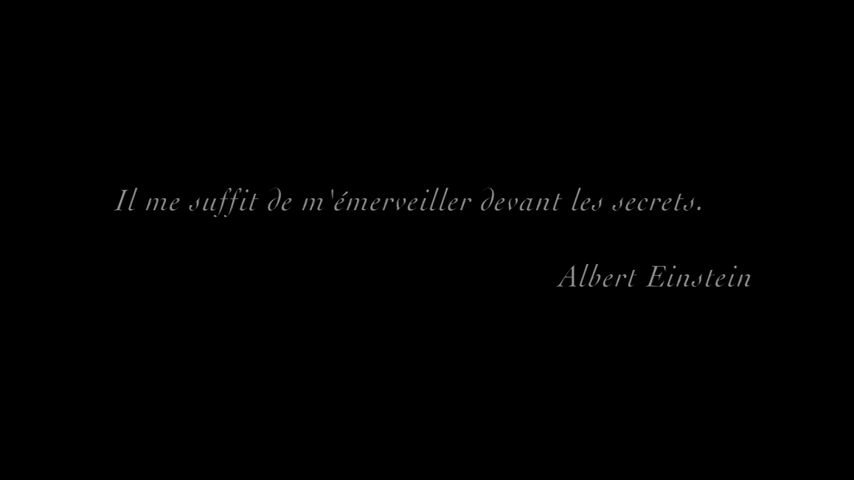 Il me suffit de m'émerveiller devant les secrets.
Albert Einstein